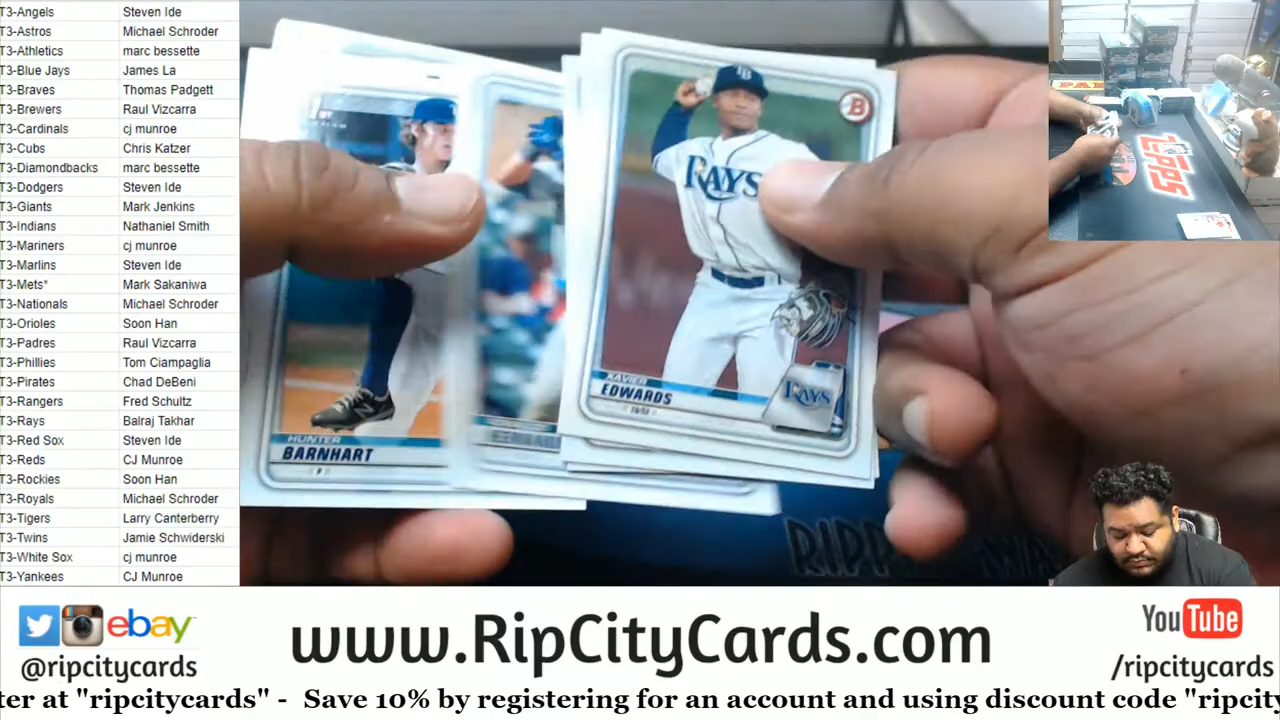 T3-Angels Steven Ide
T3-Astros Michael Schroder
T3-Athletics marc bessette
T3-Blue Jays James La
T3-Braves Thomas Padgett
T3-Brewers Raul Vizcarra
T3-Cardinals cj munroe
T3-Cubs Chris Katzer
T3-Diamondbacks marc bessette
T3-Dodgers Steven Ide
T3-Giants Mark Jenkins
T3-Indians Nathaniel Smith
T3-Mariners cj munroe
T3-Marlins Steven Ide
T3-Mets* Mark Sakaniwa
T3-Nationals Michael Schroder
T3-Orioles Soon Han
T3-Padres Raul Vizcarra
T3-Phillies Tom Ciampaglia
T3-Pirates Chad DeBeni
T3-Rangers Fred Schultz
T3-Rays Balraj Takhar
T3-Red Sox Steven Ide
T3-Reds CJ Munroe
T3-Rockies Soon Han
T3-Royals Michael Schroder
T3-Tigers Larry Canterberry
T3-Twins Jamie Schwiderski
T3-White Sox cj munroe
T3-Yankees CJ Munroe
B
RAYS
XAVIER
EDWARDS
RAYS
HUNTER
BARNHART
P
TOPPS
RIPP
ebay
@ripcitycards
www.RipCityCards.com
YouTube
/ripcitycards
ter at "ripcitycards" - Save 10% by registering for an account and using discount code "ripcity